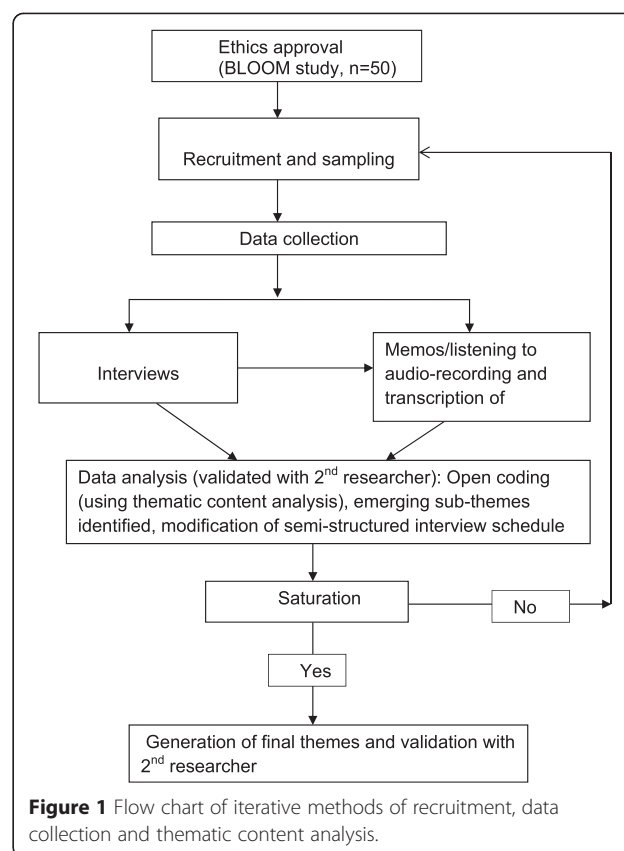 Ethics approval
(BLOOM study, n=50)
Recruitment and sampling
Data collection
Interviews
Memos/listening to
audio-recording and
transcription of
Data analysis (validated with 2nd researcher): Open coding
(using thematic content analysis), emerging sub-themes
identified, modification of semi-structured interview schedule
Saturation
No
Yes
Generation of final themes and validation with
2nd researcher
Figure 1 Flow chart of iterative methods of recruitment, data
collection and thematic content analysis.